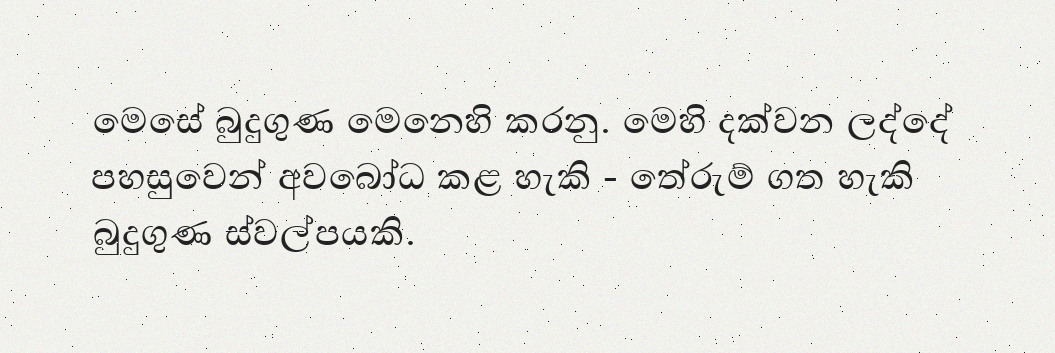 මෙසේ බුදුගුණ මෙනෙහි කරනු. මෙහි දක්වන ලද්දේ
පහසුවෙන් අවබෝධ කළ හැකි - තේරුම් ගත හැකි
බුදුගුණ ස්වල්පයකි.